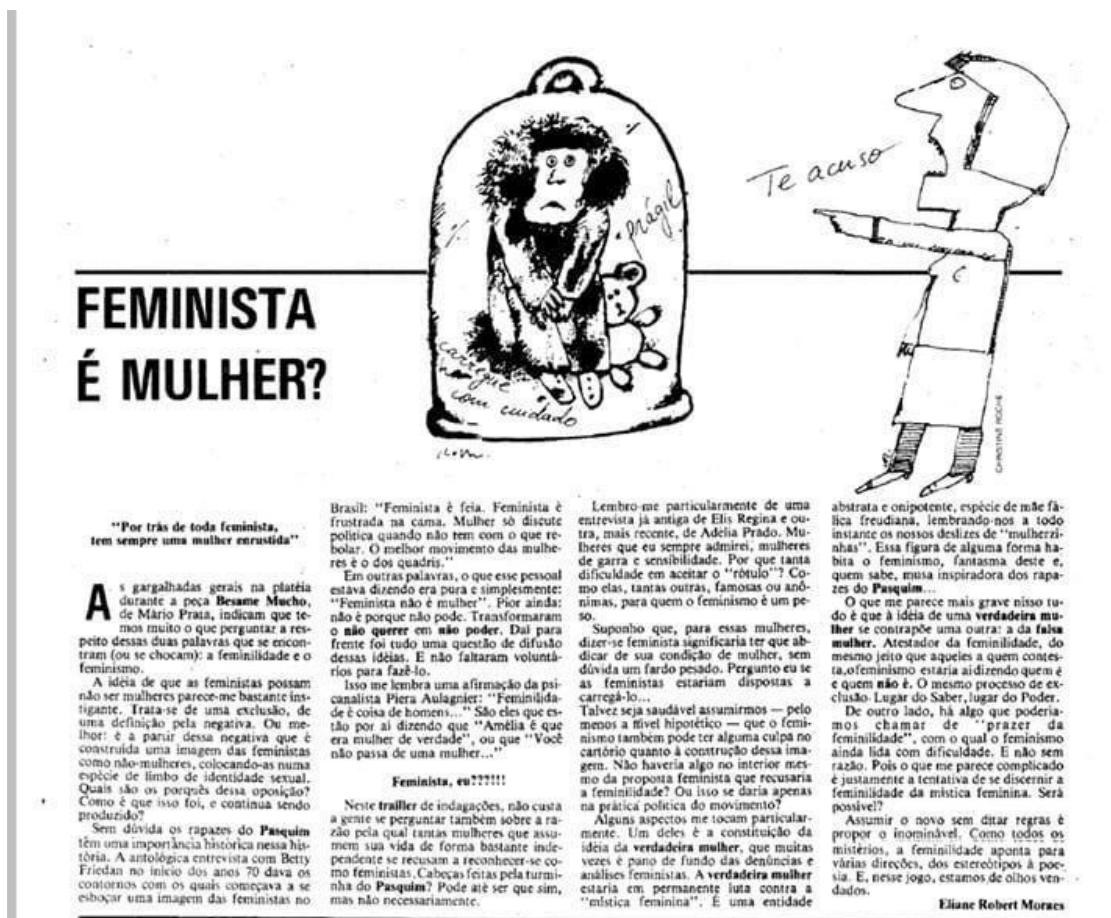 Te acuso
prágil
carregue
com cuidado
CHRISTINE ROCHE
FEMINISTA
É MULHER?
"Por trás de toda feminista,
tem sempre uma mulher enrustida"
As gargalhadas gerais na platéia
durante a peça Besame Mucho,
de Mário Prata, indicam que te-
mos muito o que perguntar a res-
peito dessas duas palavras que se encon-
tram (ou se chocam): a feminilidade e o
feminismo.
A idéia de que as feministas possam
não ser mulheres parece-me bastante ins-
tigante. Trata-se de uma exclusão, de
uma definição pela negativa. Ou me-
lhor: é a partir dessa negativa que é
construída uma imagem das feministas
como não-mulheres, colocando-as numa
espécie de limbo de identidade sexual.
Quais são os porquês dessa oposição?
Como é que isso foi, e continua sendo
produzido?
Sem dúvida os rapazes do Pasquim
têm uma importância histórica nessa his-
tória. A antológica entrevista com Betty
Friedan no início dos anos 70 dava os
contornos com os quais começava a se
esboçar uma imagem das feministas no
Brasil: "Feminista é feia. Feminista é
frustrada na cama. Mulher só discute
política quando não tem com o que re-
bolar. O melhor movimento das mulhe-
res é o dos quadris."
Em outras palavras, o que esse pessoal
estava dizendo era pura e simplesmente:
"Feminista não é mulher". Pior ainda:
não é porque não pode. Transformaram
o não querer em não poder. Daí para
frente foi tudo uma questão de difusão
dessas idéias. E não faltaram voluntá-
rios para fazê-lo.
Isso me lembra uma afirmação da psi-
canalista Piera Aulagnier: "Feminilida-
de é coisa de homens..." São eles que es-
tão por aí dizendo que "Amélia é que
era mulher de verdade", ou que "Você
não passa de uma mulher..."
Feminista, eu???!!!
Neste trailler de indagações, não custa
a gente se perguntar também sobre a ra-
zão pela qual tantas mulheres que assu-
mem sua vida de forma bastante inde-
pendente se recusam a reconhecer-se co-
mo feministas. Cabeças feitas pela turmi-
nha do Pasquim? Pode até ser que sim,
mas não necessariamente.
Lembro-me particularmente de uma
entrevista já antiga de Elis Regina e ou-
tra, mais recente, de Adélia Prado. Mu-
lheres que eu sempre admirei, mulheres
de garra e sensibilidade. Por que tanta
dificuldade em aceitar o "rótulo"? Co-
mo elas, tantas outras, famosas ou anô-
nimas, para quem o feminismo é um pe-
so.
Suponho que, para essas mulheres,
dizer-se feminista significaria ter que ab-
dicar de sua condição de mulher, sem
dúvida um fardo pesado. Pergunto eu se
as feministas estariam dispostas a
carregá-lo...
Talvez seja saudável assumirmos — pelo
menos a nível hipotético — que o femi-
nismo também pode ter alguma culpa no
cartório quanto à construção dessa ima-
gem. Não haveria algo no interior mes-
mo da proposta feminista que recusaria
a feminilidade? Ou isso se daria apenas
na prática política do movimento?
Alguns aspectos me tocam particular-
mente. Um deles é a constituição da
idéia da verdadeira mulher, que muitas
vezes é pano de fundo das denúncias e
análises feministas. A verdadeira mulher
estaria em permanente luta contra a
"mística feminina". É uma entidade
abstrata e onipotente, espécie de mãe fá-
lica freudiana, lembrando-nos a todo
instante os nossos deslizes de "mulherzi-
nhas". Essa figura de alguma forma ha-
bita o feminismo, fantasma deste e,
quem sabe, musa inspiradora dos rapa-
zes do Pasquim...
O que me parece mais grave nisso tu-
do é que à idéia de uma verdadeira mu-
lher se contrapõe uma outra: a da falsa
mulher. Atestador da feminilidade, do
mesmo jeito que aqueles a quem contes-
ta,ofeminismo estaria aidizendo quem é
e quem não é. O mesmo processo de ex-
clusão. Lugar do Saber, lugar do Poder.
De outro lado, há algo que podería-
mos chamar de "prazer da
feminilidade", com o qual o feminismo
ainda lida com dificuldade. E não sem
razão. Pois o que me parece complicado
é justamente a tentativa de se discernir a
feminilidade da mística feminina. Será
possível?
Assumir o novo sem ditar regras é
propor o inominável. Como todos os
mistérios, a feminilidade aponta para
várias direções, dos estereótipos à poe-
sia. E, nesse jogo, estamos de olhos ven-
dados.
Eliane Robert Moraes